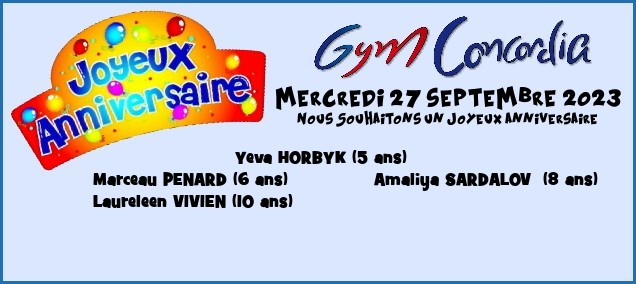 Joyeux
Anniversaire
Gym Concordia
MERCREDI 27 SEPTEMBRE 2023
NOUS SOUHAITONS UN JOYEUX ANNIVERSAIRE
Yeva HORBYK (5 ans)
Marceau PENARD (6 ans) Amaliya SARDALOV (8 ans)
Laureleen VIVIEN (10 ans)